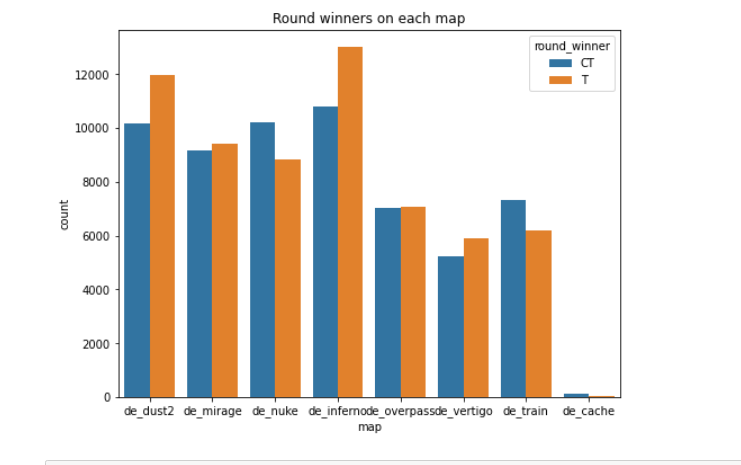 Round winners on each map
round_winner
CT
T
12000
10000
8000
6000
4000
2000
0
count
de_dust2 de_mirage de_nuke de_inferno de_overpass de_vertigo de_train de_cache
map